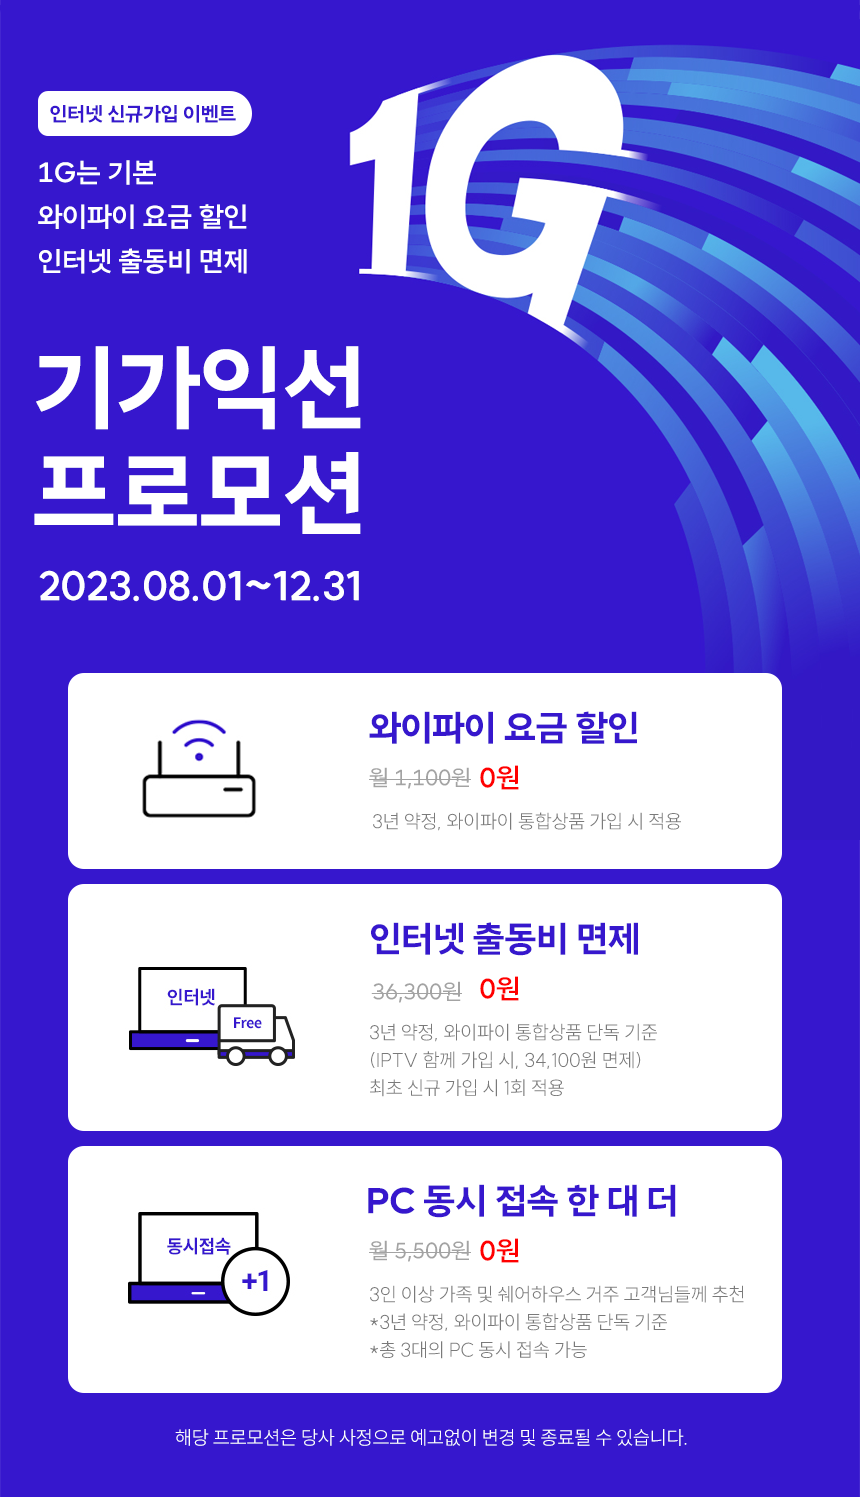 인터넷 신규가입 이벤트
1G는 기본
와이파이 요금 할인
인터넷 출동비 면제
1G
기가익선
프로모션
2023.08.01~12.31
와이파이 요금 할인
월 1,100원 0원
3년 약정, 와이파이 통합상품 가입 시 적용
인터넷
Free
인터넷 출동비 면제
36,300원 0원
3년 약정, 와이파이 통합상품 단독 기준
(IPTV 함께 가입 시, 34,100원 면제)
최초 신규 가입 시 1회 적용
동시접속
+1
PC 동시 접속 한 대 더
월 5,500원 0원
3인 이상 가족 및 쉐어하우스 거주 고객님들께 추천
*3년 약정, 와이파이 통합상품 단독 기준
*총 3대의 PC 동시 접속 가능
해당 프로모션은 당사 사정으로 예고없이 변경 및 종료될 수 있습니다.